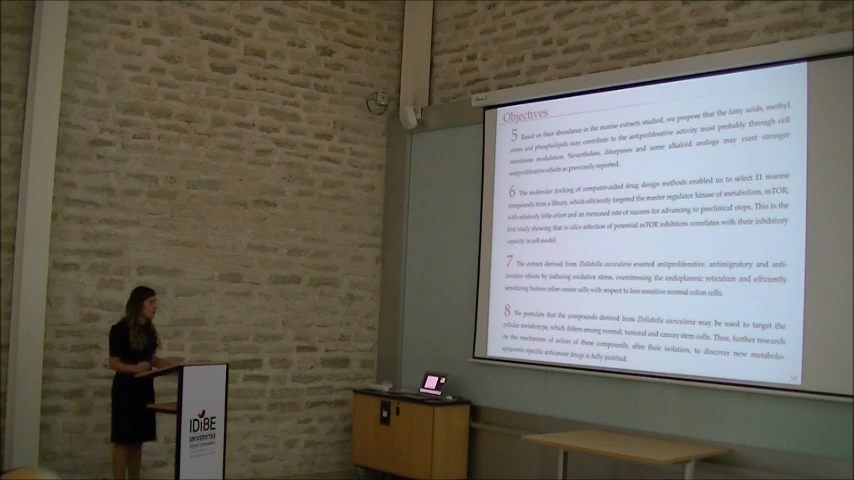 Objectives
5 Based on their abundance in the marine extracts studied, we propose that the fatty acids, methyl
esters and phospholipids may contribute to the antiproliferative activity most probably through cell
membrane modulation. Nevertheless, diterpenes and some alkaloid analogs may exert stronger
antiproliferative effects as previously reported.
6 The molecular docking of computer-aided drug design methods enabled us to select 11 marine
compounds from a library, which efficiently targeted the master regulator kinase of metabolism, mTOR,
with relatively little effort and an increased rate of success for advancing to preclinical steps. This is the
first study showing that in silico selection of potential mTOR inhibitors correlates with their inhibitory
capacity in cell model.
7 The extract derived from Dolabella auricularia exerted antiproliferative, antimigratory and anti-
invasive effects by inducing oxidative stress, overstressing the endoplasmic reticulum and efficiently
sensitizing human colon cancer cells with respect to less sensitive normal colon cells.
8 We postulate that the compounds derived from Dolabella auricularia may be used to target the
cellular metabotype, which differs among normal, tumoral and cancer stem cells. Thus, further research
on the mechanism of action of these compounds, after their isolation, to discover new metabolo-
epigenetic-specific anticancer drugs is fully justified.
IDiBE
UNIVERSITAS
Miguel Hernández